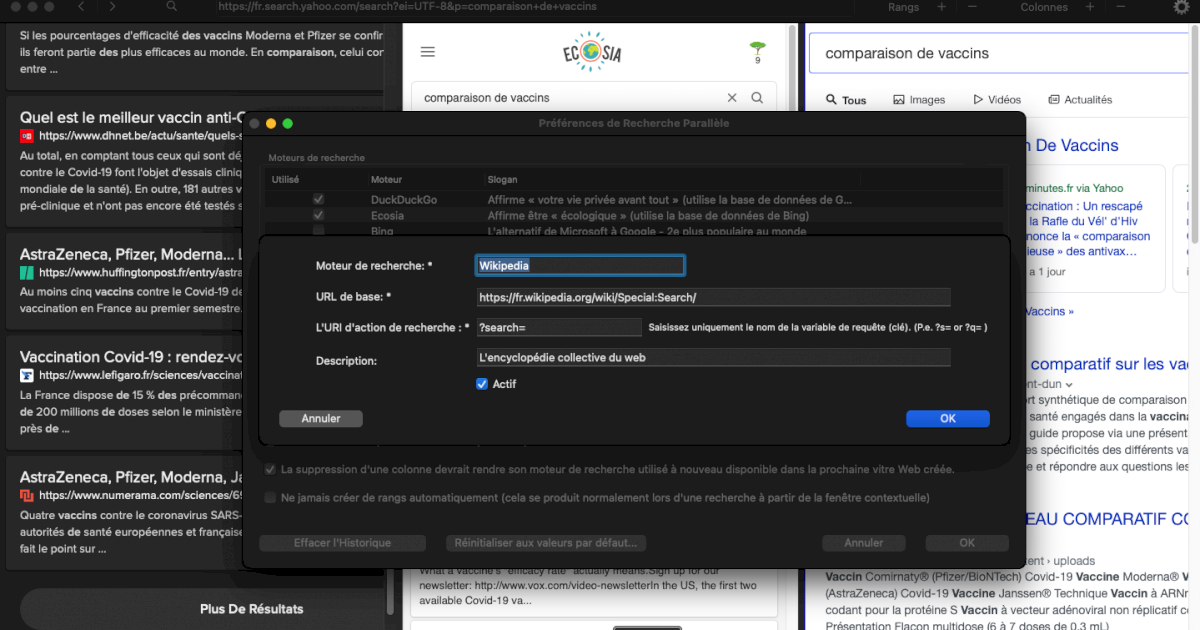 https://fr.search.yahoo.com/search?ei=UTF-8&p=comparaison+de+vaccins
Rangs + − Colonnes + −
Si les pourcentages d'efficacité des vaccins Moderna et Pfizer se confir
ils feront partie des plus efficaces au monde. En comparaison, celui con
entre ...
Quel est le meilleur vaccin anti-C
https://www.dhnet.be/actu/sante/quels-s
Au total, en comptant tous ceux qui sont déj
contre le Covid-19 font l'objet d'essais cliniq
mondiale de la santé). En outre, 181 autres v
pré-clinique et n'ont pas encore été testés s
AstraZeneca, Pfizer, Moderna... L
https://www.huffingtonpost.fr/entry/astra
Au moins cinq vaccins contre le Covid-19 de
vaccination en France au premier semestre.
Vaccination Covid-19 : rendez-vo
https://www.lefigaro.fr/sciences/vaccinat
La France dispose de 15 % des précomman
de 200 millions de doses selon le ministère
près de ...
AstraZeneca, Pfizer, Moderna, Ja
https://www.numerama.com/sciences/69
Quatre vaccins contre le coronavirus SARS-
autorités de santé européennes et française
fait le point sur ...
Plus De Résultats
ECOSIA
9
comparaison de vaccins
Préférences de Recherche Parallèle
Moteurs de recherche
Utilisé Moteur Slogan
DuckDuckGo Affirme « votre vie privée avant tout » (utilise la base de données de G...
Ecosia Affirme être « écologique » (utilise la base de données de Bing)
Bing L'alternatif de Microsoft à Google - 2e plus populaire au monde
Moteur de recherche: * Wikipedia
URL de base: * https://fr.wikipedia.org/wiki/Special:Search/
L'URI d'action de recherche : * ?search= Saisissez uniquement le nom de la variable de requête (clé). (P.e. ?s= or ?q= )
Description: L'encyclopédie collective du web
Actif
Annuler OK
La suppression d'une colonne devrait rendre son moteur de recherche utilisé à nouveau disponible dans la prochaine vitre Web créée.
Ne jamais créer de rangs automatiquement (cela se produit normalement lors d'une recherche à partir de la fenêtre contextuelle)
Effacer l'Historique Réinitialiser aux valeurs par défaut... Annuler OK
What a vaccine's "efficacy rate" actually means.Sign up for our
newsletter: http://www.vox.com/video-newsletterIn the US, the first two
available Covid-19 va...
comparaison de vaccins
Tous Images Vidéos Actualités
n De Vaccins
minutes.fr via Yahoo
ccination : Un rescapé
la Rafle du Vél' d'Hiv
nonce la « comparaison
ieuse » des antivax...
a 1 jour
Vaccins »
comparatif sur les vac
nt-dun
rt synthétique de comparaison
santé engagés dans la vaccina
guide propose via une présent
es spécificités des différents va
e et répondre aux questions les
EAU COMPARATIF CO
tent › uploads
Vaccin Comirnaty® (Pfizer/BioNTech) Covid-19 Vaccine Moderna® V
(AstraZeneca) Covid-19 Vaccine Janssen® Technique Vaccin à ARNm
codant pour la protéine S Vaccin à vecteur adénoviral non réplicatif co
Présentation Flacon multidose (6 à 7 doses de 0,3 mL)